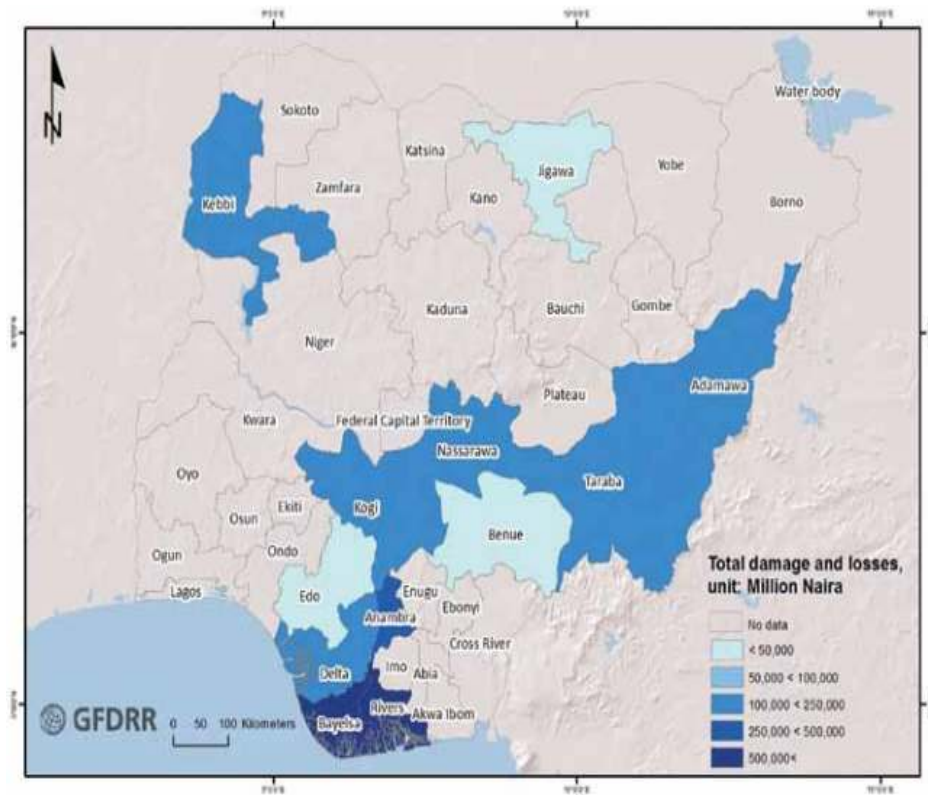 N
Sokoto
Water body
Katsina
Jigawa
Yobe
Kebbi
Zamfara
Kano
Borno
Kaduna
Bauchi
Gombe
Niger
Adamawa
Plateau
Kwara
Federal Capital Territory
Nassarawa
Oyo
Taraba
Ekiti
Kogi
Osun
Benue
Ogun
Ondo
Lagos
Edo
Enugu
Anambra
Ebonyi
Cross River
Imo
Abia
Delta
Rivers
Akwa Ibom
Bayelsa
Total damage and losses,
unit: Million Naira
No data
< 50,000
50,000 < 100,000
100,000 < 250,000
250,000 < 500,000
500,000<
GFDRR
0 50 100 Kilometers